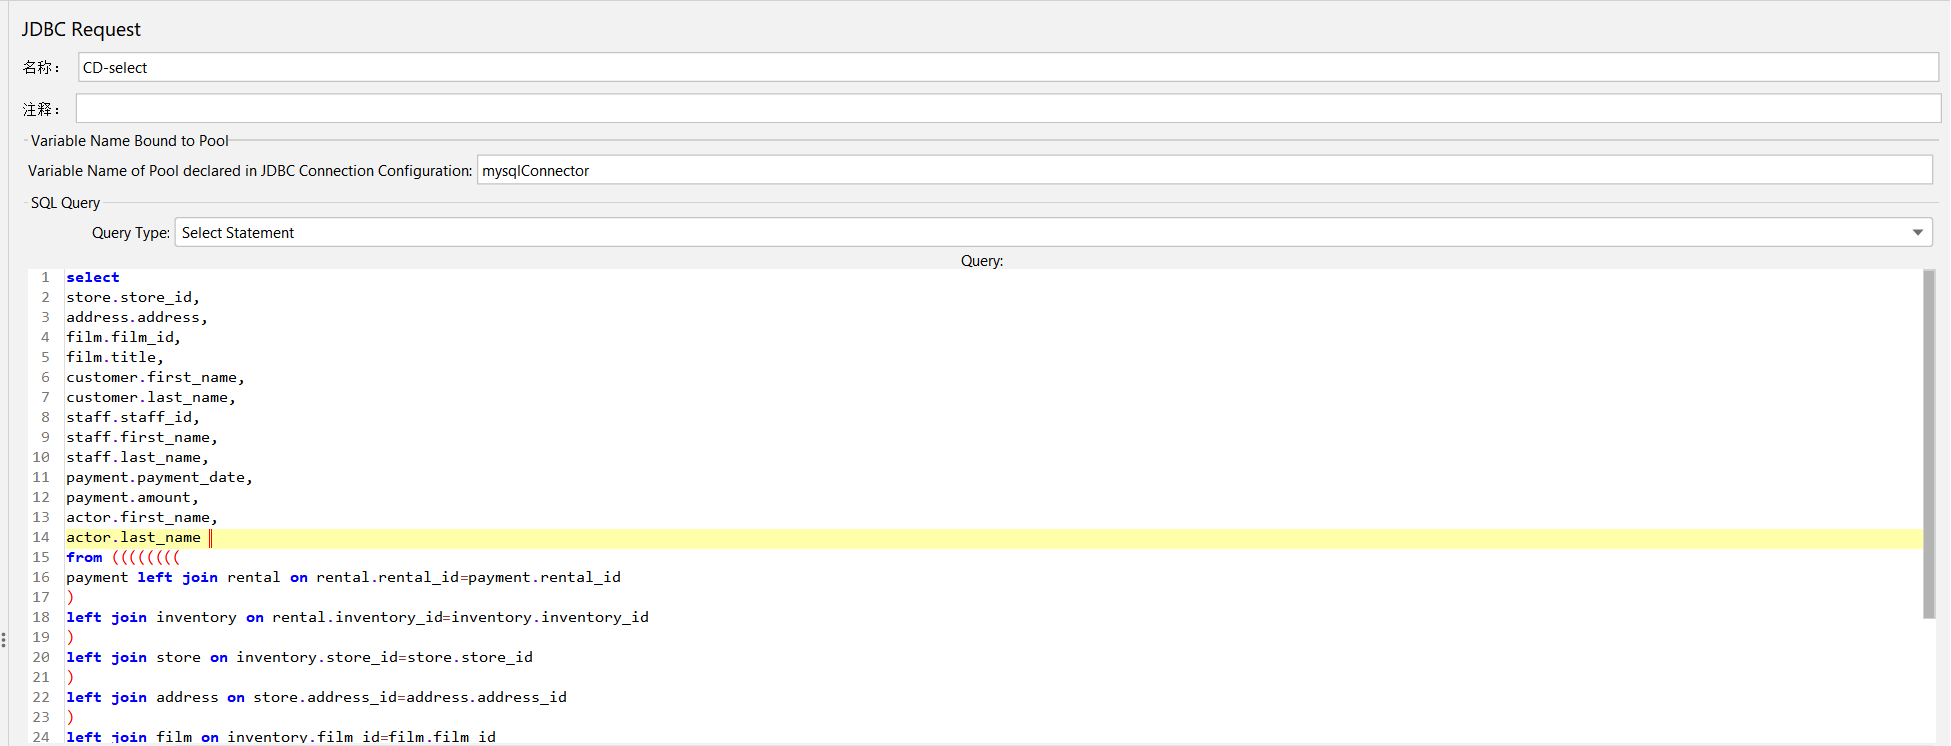 JDBC Request
名称： CD-select
注释：
Variable Name Bound to Pool
Variable Name of Pool declared in JDBC Connection Configuration: mysqlConnector
SQL Query
Query Type: Select Statement
Query:
1 select
2 store.store_id,
3 address.address,
4 film.film_id,
5 film.title,
6 customer.first_name,
7 customer.last_name,
8 staff.staff_id,
9 staff.first_name,
10 staff.last_name,
11 payment.payment_date,
12 payment.amount,
13 actor.first_name,
14 actor.last_name
15 from ((((((((
16 payment left join rental on rental.rental_id=payment.rental_id
17 )
18 left join inventory on rental.inventory_id=inventory.inventory_id
19 )
20 left join store on inventory.store_id=store.store_id
21 )
22 left join address on store.address_id=address.address_id
23 )
24 left join film on inventory.film_id=film.film_id